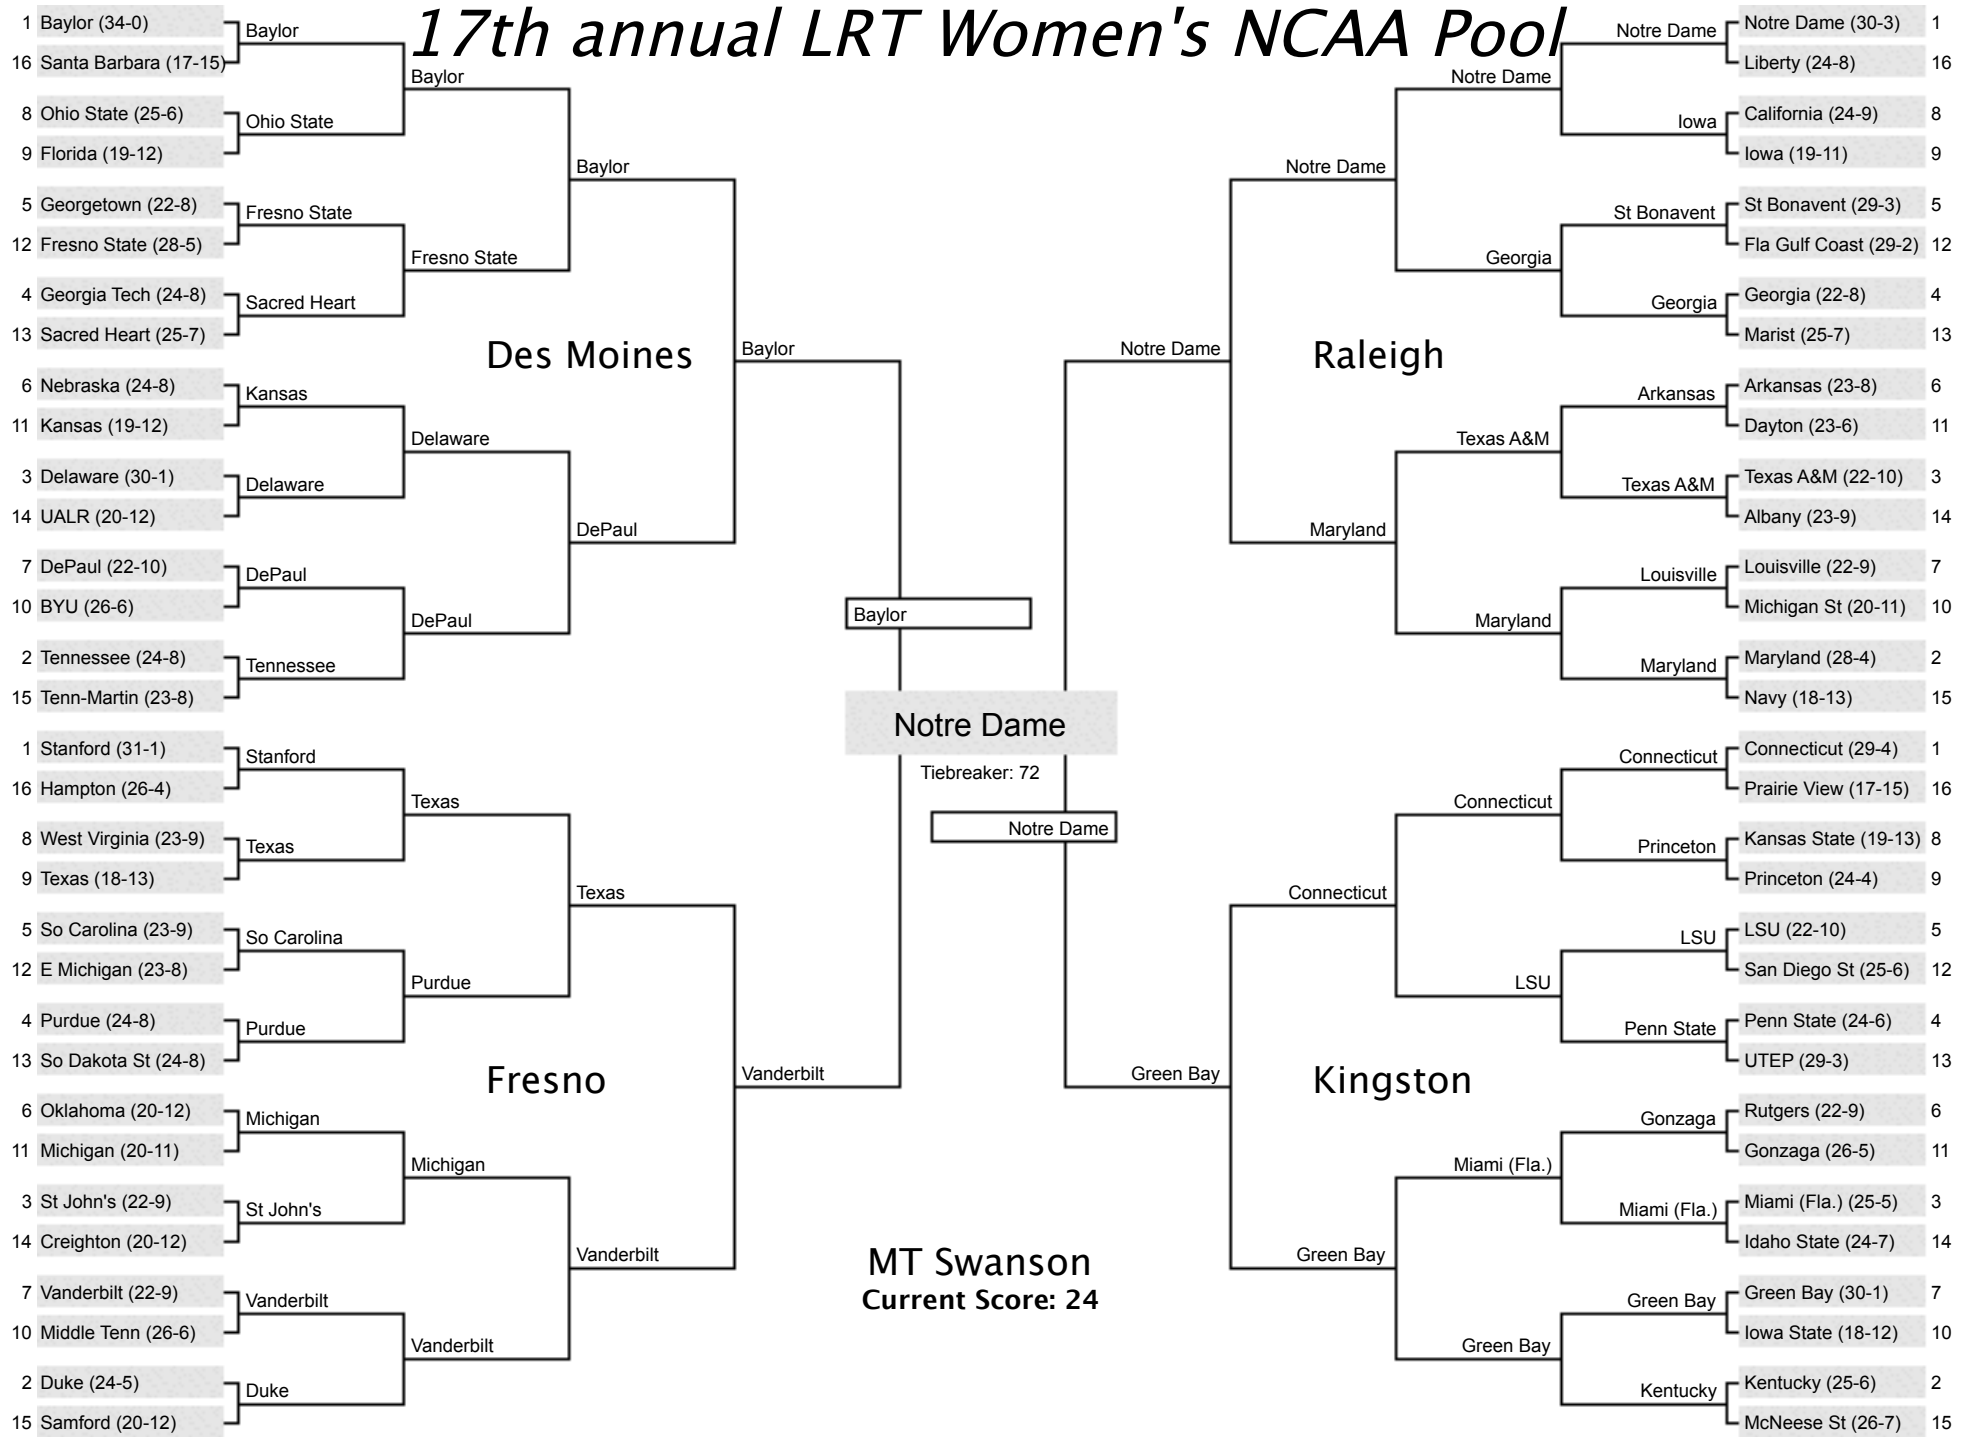 17th annual LRT Women's NCAA Pool
1 Baylor (34-0)
16 Santa Barbara (17-15)
8 Ohio State (25-6)
9 Florida (19-12)
5 Georgetown (22-8)
12 Fresno State (28-5)
4 Georgia Tech (24-8)
13 Sacred Heart (25-7)
6 Nebraska (24-8)
11 Kansas (19-12)
3 Delaware (30-1)
14 UALR (20-12)
7 DePaul (22-10)
10 BYU (26-6)
2 Tennessee (24-8)
15 Tenn-Martin (23-8)
Baylor
Ohio State
Fresno State
Sacred Heart
Kansas
Delaware
DePaul
Tennessee
Baylor
Fresno State
Delaware
DePaul
Baylor
DePaul
Des Moines
Baylor
1 Stanford (31-1)
16 Hampton (26-4)
8 West Virginia (23-9)
9 Texas (18-13)
5 So Carolina (23-9)
12 E Michigan (23-8)
4 Purdue (24-8)
13 So Dakota St (24-8)
6 Oklahoma (20-12)
11 Michigan (20-11)
3 St John's (22-9)
14 Creighton (20-12)
7 Vanderbilt (22-9)
10 Middle Tenn (26-6)
2 Duke (24-5)
15 Samford (20-12)
Stanford
Texas
So Carolina
Purdue
Michigan
St John's
Vanderbilt
Duke
Texas
Purdue
Michigan
Vanderbilt
Texas
Vanderbilt
Fresno
Vanderbilt
Baylor
Notre Dame
Tiebreaker: 72
Notre Dame
MT Swanson
Current Score: 24
Notre Dame (30-3) 1
Liberty (24-8) 16
California (24-9) 8
Iowa (19-11) 9
St Bonavent (29-3) 5
Fla Gulf Coast (29-2) 12
Georgia (22-8) 4
Marist (25-7) 13
Arkansas (23-8) 6
Dayton (23-6) 11
Texas A&M (22-10) 3
Albany (23-9) 14
Louisville (22-9) 7
Michigan St (20-11) 10
Maryland (28-4) 2
Navy (18-13) 15
Notre Dame
Iowa
St Bonavent
Georgia
Arkansas
Texas A&M
Louisville
Maryland
Notre Dame
Georgia
Texas A&M
Maryland
Notre Dame
Maryland
Raleigh
Notre Dame
Connecticut (29-4) 1
Prairie View (17-15) 16
Kansas State (19-13) 8
Princeton (24-4) 9
LSU (22-10) 5
San Diego St (25-6) 12
Penn State (24-6) 4
UTEP (29-3) 13
Rutgers (22-9) 6
Gonzaga (26-5) 11
Miami (Fla.) (25-5) 3
Idaho State (24-7) 14
Green Bay (30-1) 7
Iowa State (18-12) 10
Kentucky (25-6) 2
McNeese St (26-7) 15
Connecticut
Princeton
LSU
Penn State
Gonzaga
Miami (Fla.)
Green Bay
Kentucky
Connecticut
LSU
Miami (Fla.)
Green Bay
Connecticut
Green Bay
Kingston
Green Bay